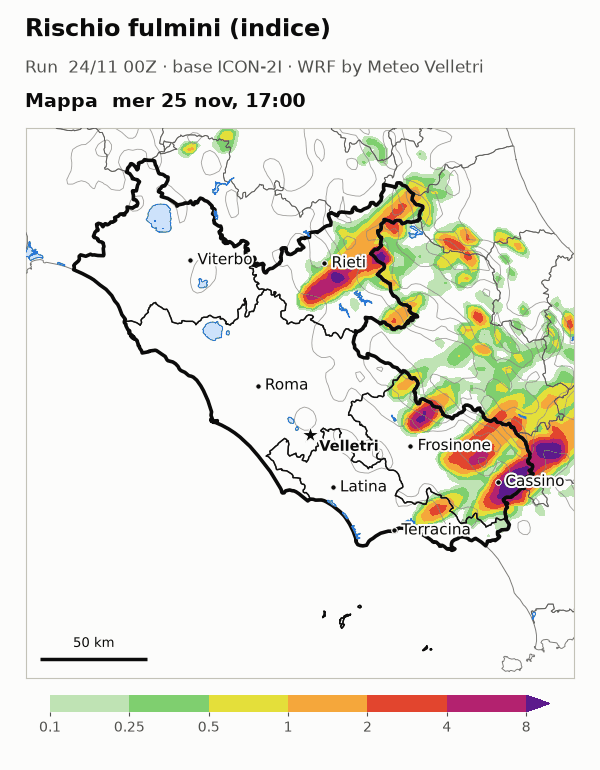 Rischio fulmini (indice)
Run  24/11 00Z · base ICON-2I · WRF by Meteo Velletri
Mappa  mer 25 nov, 17:00
Viterbo
Rieti
Roma
Velletri
Frosinone
Cassino
Latina
Terracina
50 km
0.1 0.25 0.5 1 2 4 8